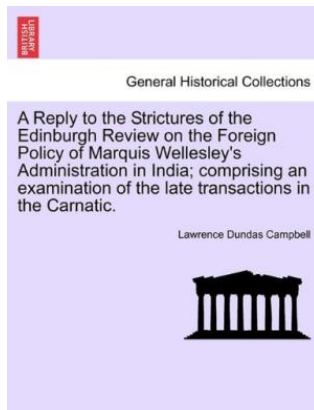 BRITISH
LIBRARY
General Historical Collections
A Reply to the Strictures of the
Edinburgh Review on the Foreign
Policy of Marquis Wellesley's
Administration in India; comprising an
examination of the late transactions in
the Carnatic.
Lawrence Dundas Campbell